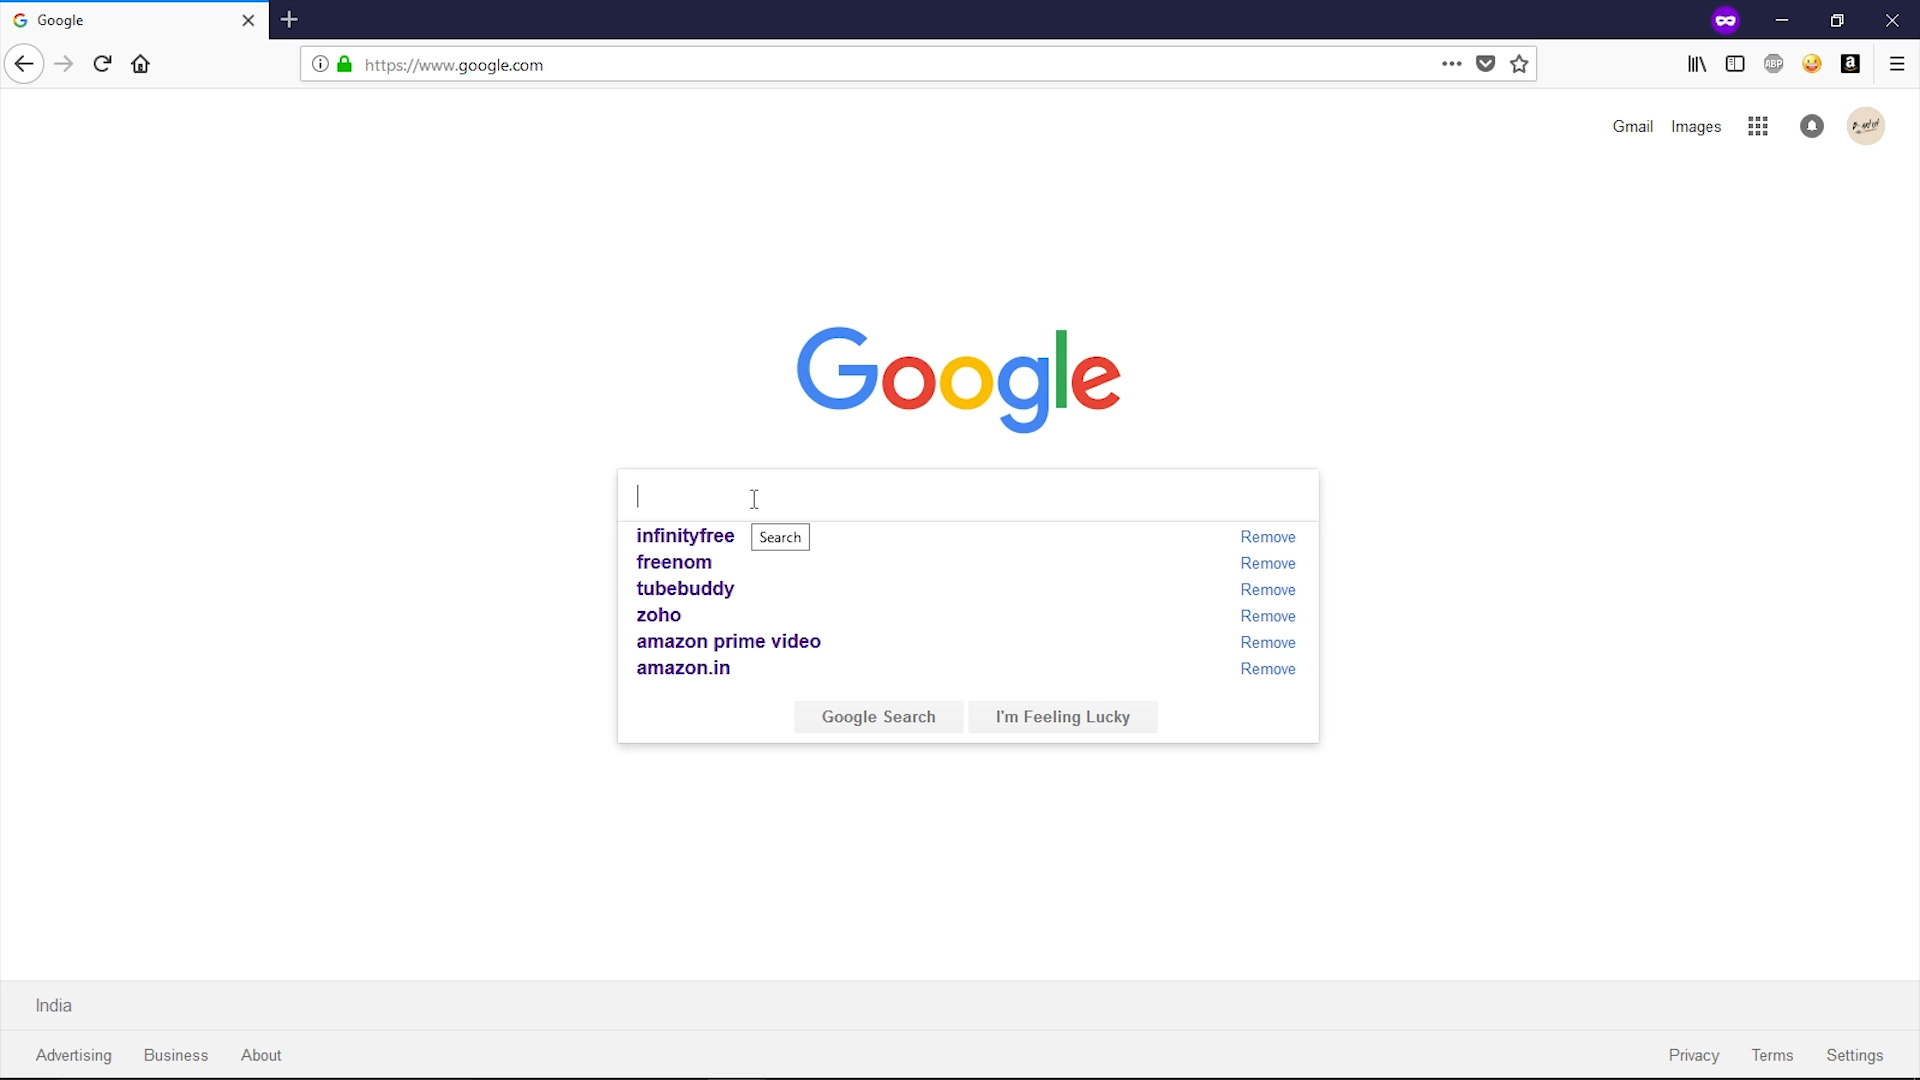 Google
https://www.google.com
ABP
a
Gmail Images
Google
Search
infinityfree Remove
freenom Remove
tubebuddy Remove
zoho Remove
amazon prime video Remove
amazon.in Remove
Google Search I'm Feeling Lucky
India
Advertising Business About Privacy Terms Settings